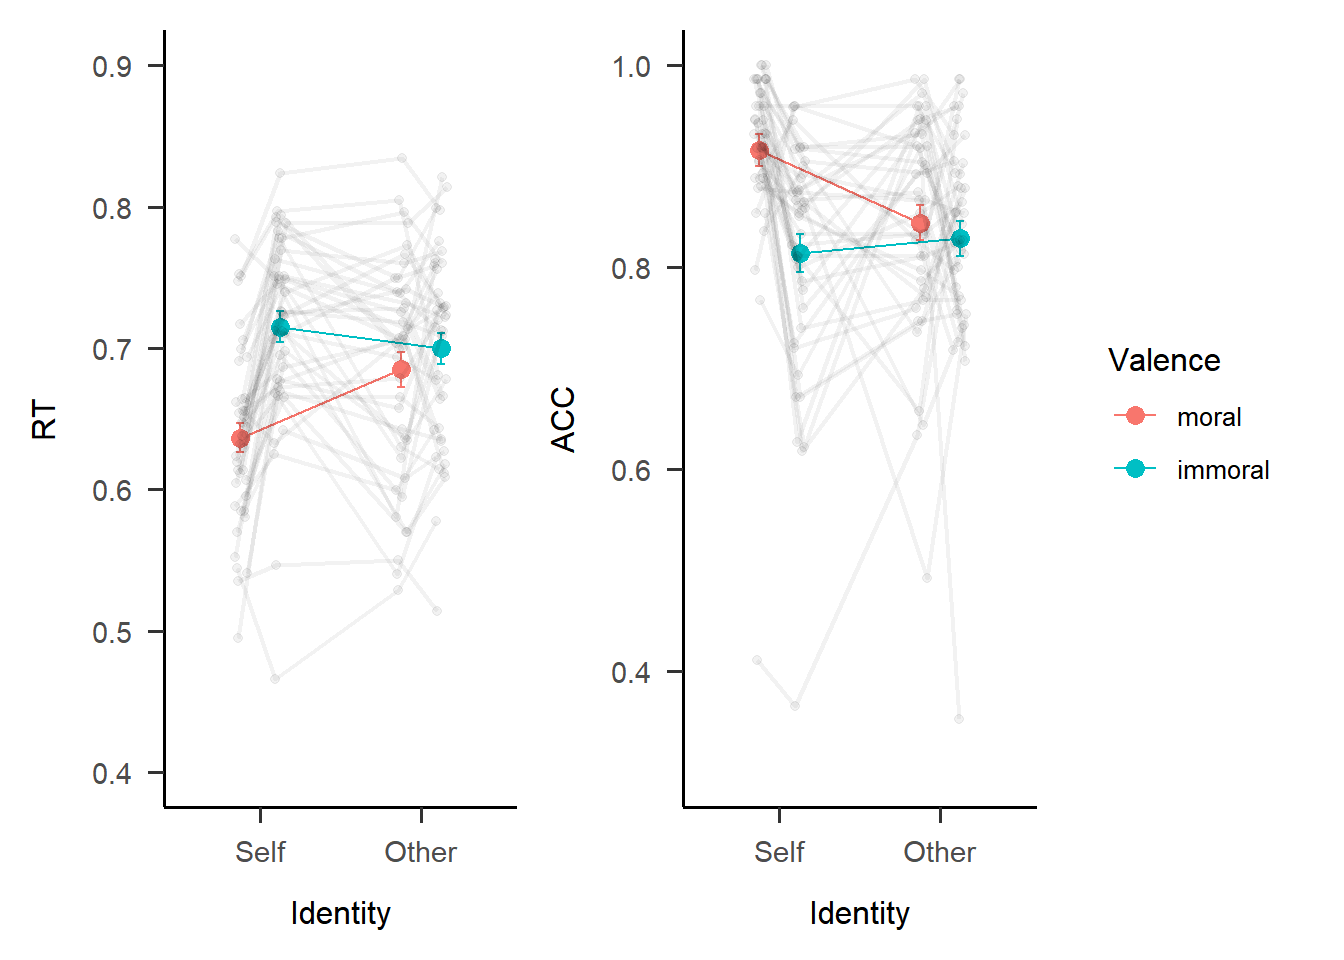 RT
0.9
0.8
0.7
0.6
0.5
0.4
Self
Other
Identity
ACC
1.0
0.8
0.6
0.4
Self
Other
Identity
Valence
moral
immoral